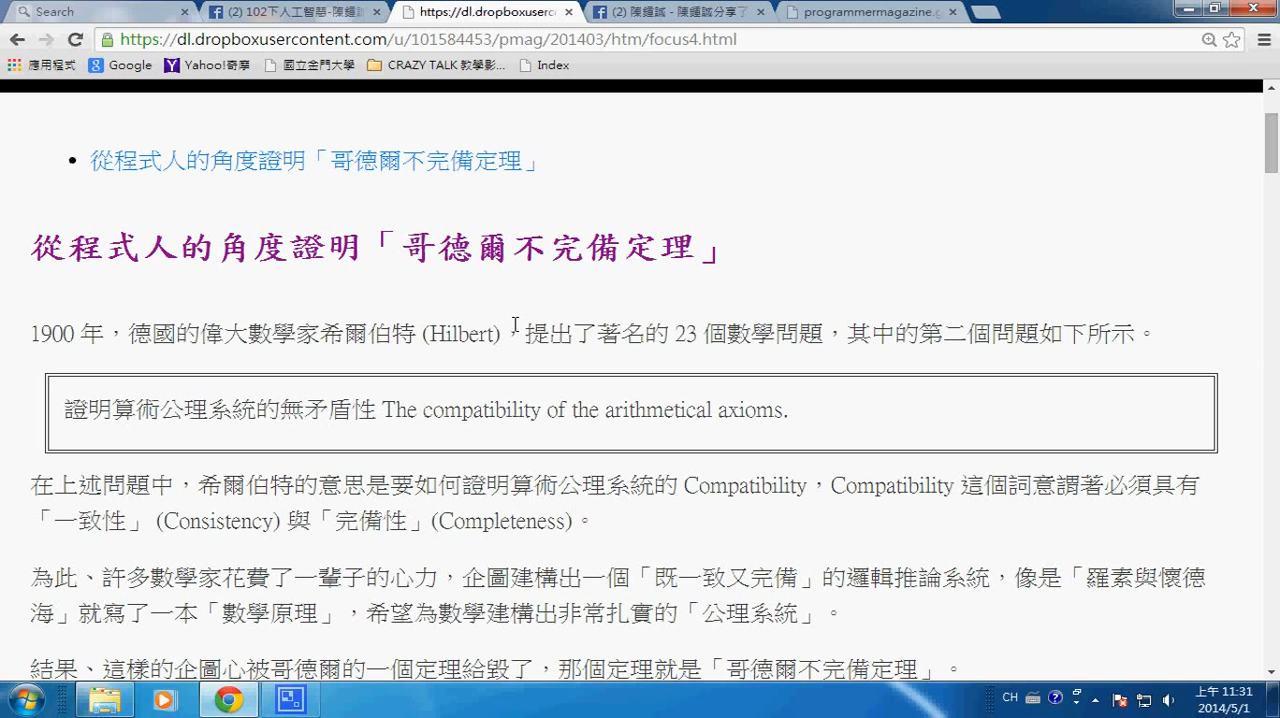 Search
(2) 102下人工智慧-陳鍾誠
https://dl.dropboxuserc
(2) 陳鍾誠 - 陳鍾誠分享了
programmermagazine.g
https://dl.dropboxusercontent.com/u/101584453/pmag/201403/htm/focus4.html
應用程式 Google Yahoo!奇摩 國立金門大學 CRAZY TALK 教學影... Index
• 從程式人的角度證明「哥德爾不完備定理」
從程式人的角度證明「哥德爾不完備定理」
1900 年，德國的偉大數學家希爾伯特 (Hilbert)，提出了著名的 23 個數學問題，其中的第二個問題如下所示。
證明算術公理系統的無矛盾性 The compatibility of the arithmetical axioms.
在上述問題中，希爾伯特的意思是要如何證明算術公理系統的 Compatibility，Compatibility 這個詞意謂著必須具有
「一致性」 (Consistency) 與「完備性」(Completeness)。
為此、許多數學家花費了一輩子的心力，企圖建構出一個「既一致又完備」的邏輯推論系統，像是「羅素與懷德
海」就寫了一本「數學原理」，希望為數學建構出非常扎實的「公理系統」。
結果、這樣的企圖心被哥德爾的一個定理給毀了，那個定理就是「哥德爾不完備定理」。
CH
上午 11:31
2014/5/1